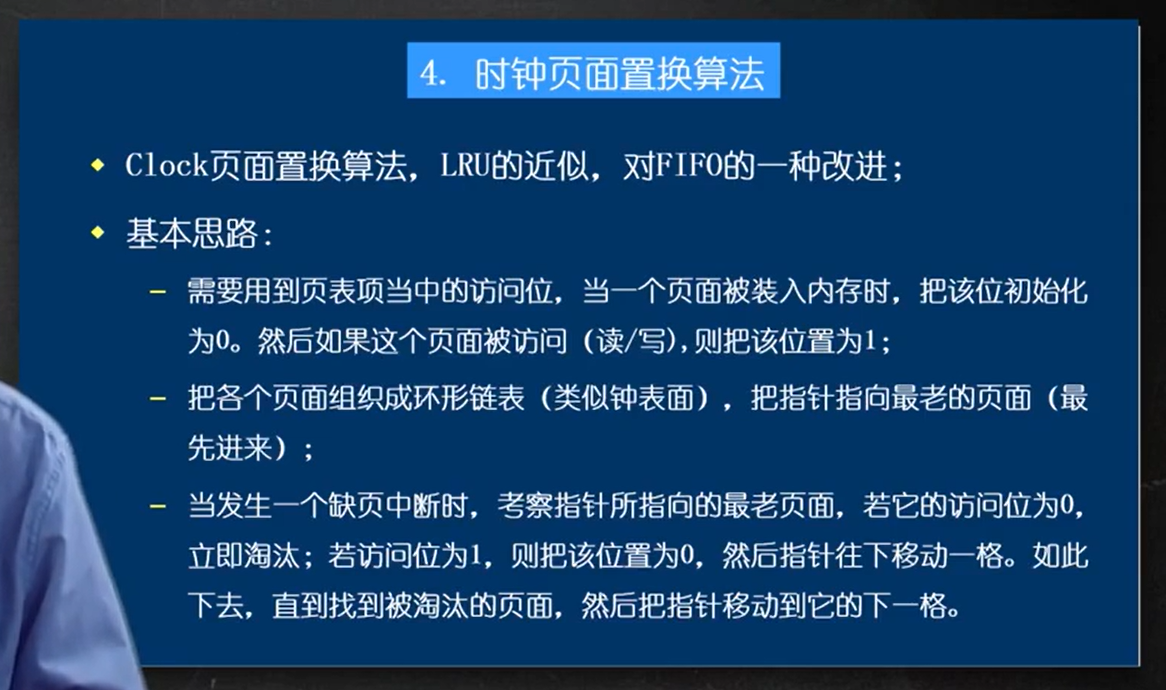 4. 时钟页面置换算法
Clock页面置换算法，LRU的近似，对FIFO的一种改进；
基本思路：
– 需要用到页表项当中的访问位，当一个页面被装入内存时，把该位初始化
为0。然后如果这个页面被访问（读/写），则把该位置为1；
– 把各个页面组织成环形链表（类似钟表面），把指针指向最老的页面（最
先进来）；
– 当发生一个缺页中断时，考察指针所指向的最老页面，若它的访问位为0，
立即淘汰；若访问位为1，则把该位置为0，然后指针往下移动一格。如此
下去，直到找到被淘汰的页面，然后把指针移动到它的下一格。